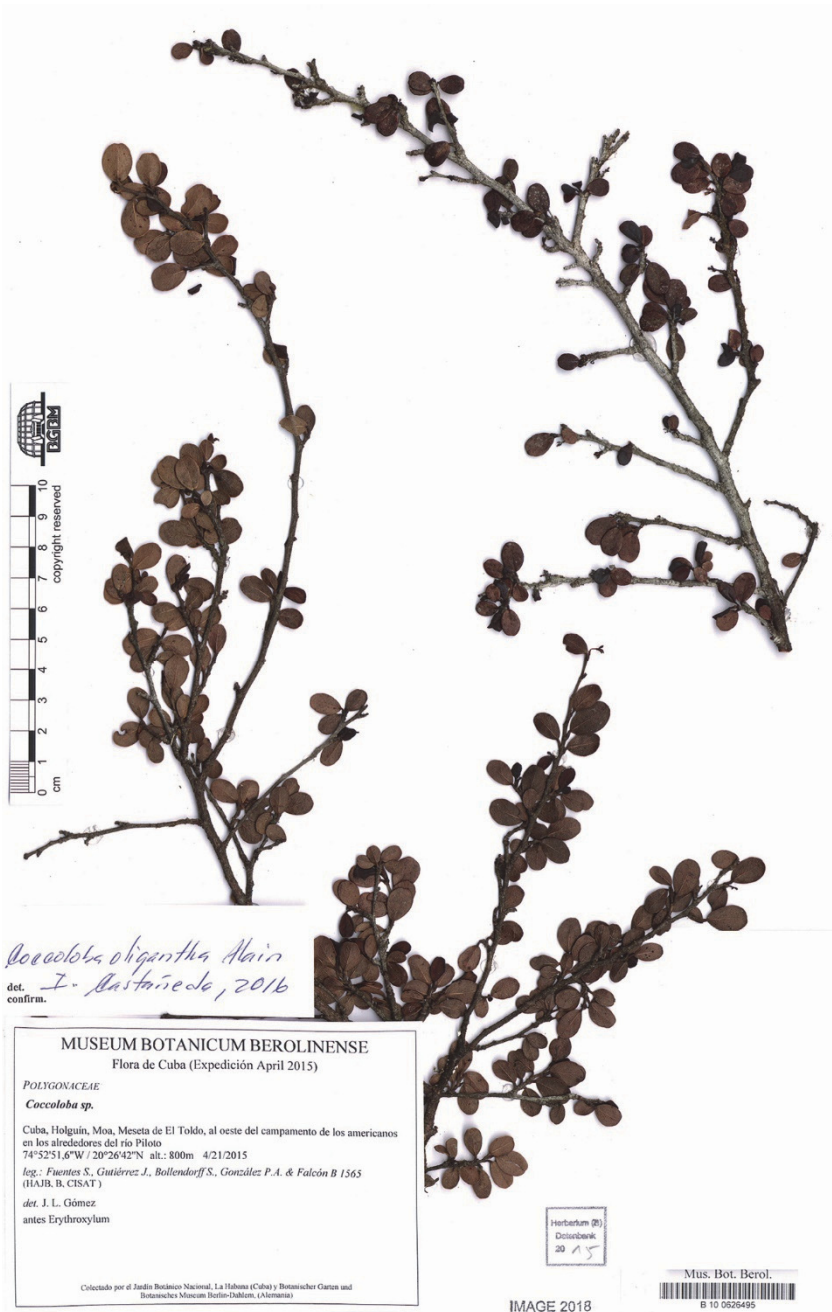 BGBM
copyright reserved
10
9
8
7
6
5
4
3
2
1
0
cm
Coccoloba oligantha Alain
det. I. Castañeda, 2016
confirm.
MUSEUM BOTANICUM BEROLINENSE
Flora de Cuba (Expedición April 2015)
POLYGONACEAE
Coccoloba sp.
Cuba, Holguín, Moa, Meseta de El Toldo, al oeste del campamento de los americanos
en los alrededores del río Piloto
74°52'51,6"W / 20°26'42"N alt.: 800m 4/21/2015
leg.: Fuentes S., Gutiérrez J., Bollendorff S., González P.A. & Falcón B 1565
(HAJB, B, CISAT )
det. J. L. Gómez
antes Erythroxylum
Colectado por el Jardín Botánico Nacional, La Habana (Cuba) y Botanischer Garten und
Botanisches Museum Berlin-Dahlem, (Alemania)
Herbarium (B)
Datenbank
20 15
IMAGE 2018
Mus. Bot. Berol.
B 10 0626495